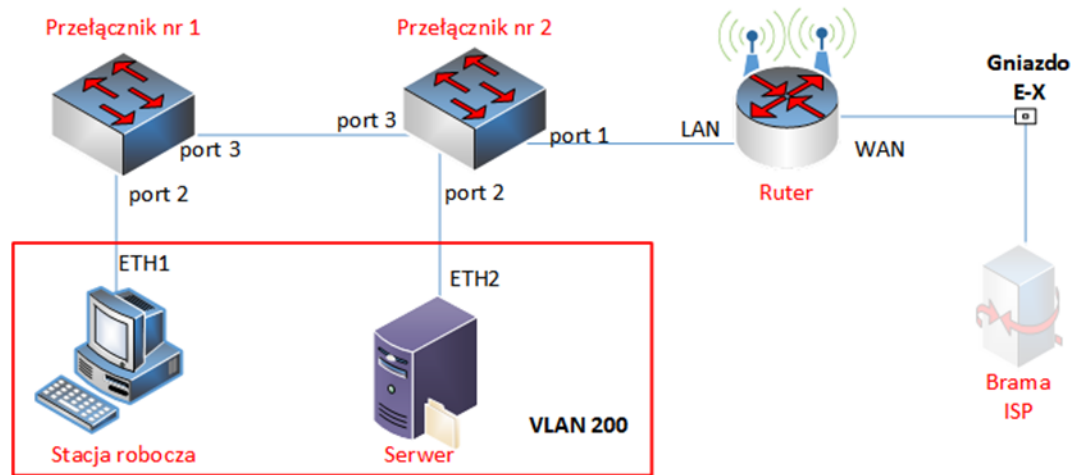 Przełącznik nr 1
Przełącznik nr 2
Gniazdo
E-X
port 3
port 3
port 1
LAN
WAN
port 2
port 2
Ruter
ETH1
ETH2
Stacja robocza
Serwer
VLAN 200
Brama
ISP